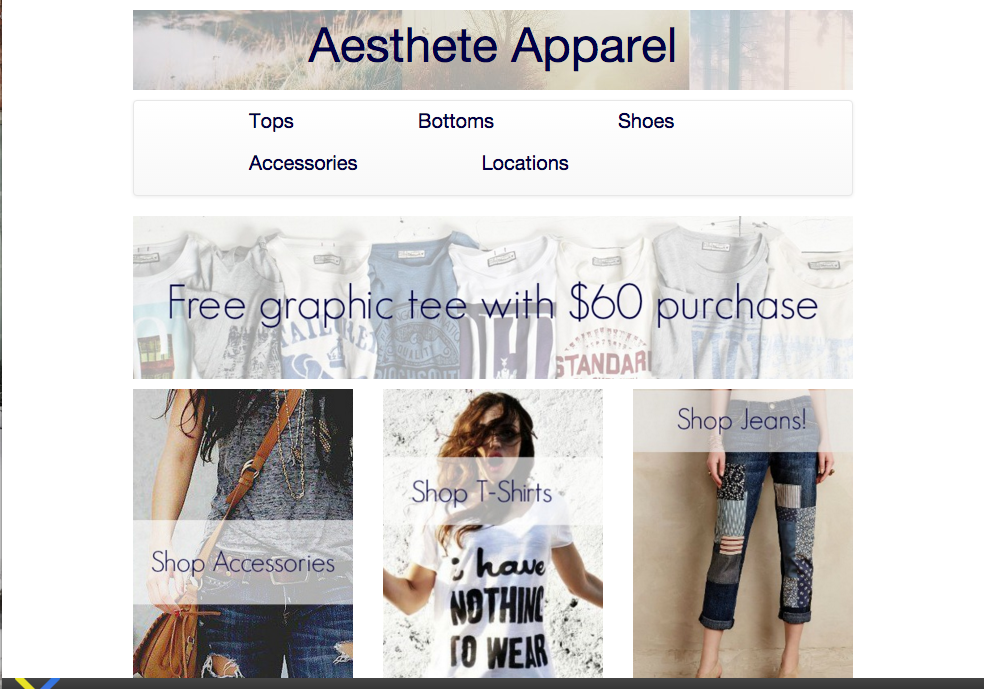 Aesthete Apparel
Tops Bottoms Shoes
Accessories Locations
Free graphic tee with $60 purchase
STANDARD
Shop Accessories
Shop T-Shirts
i have
NOTHING
TO WEAR
Shop Jeans!